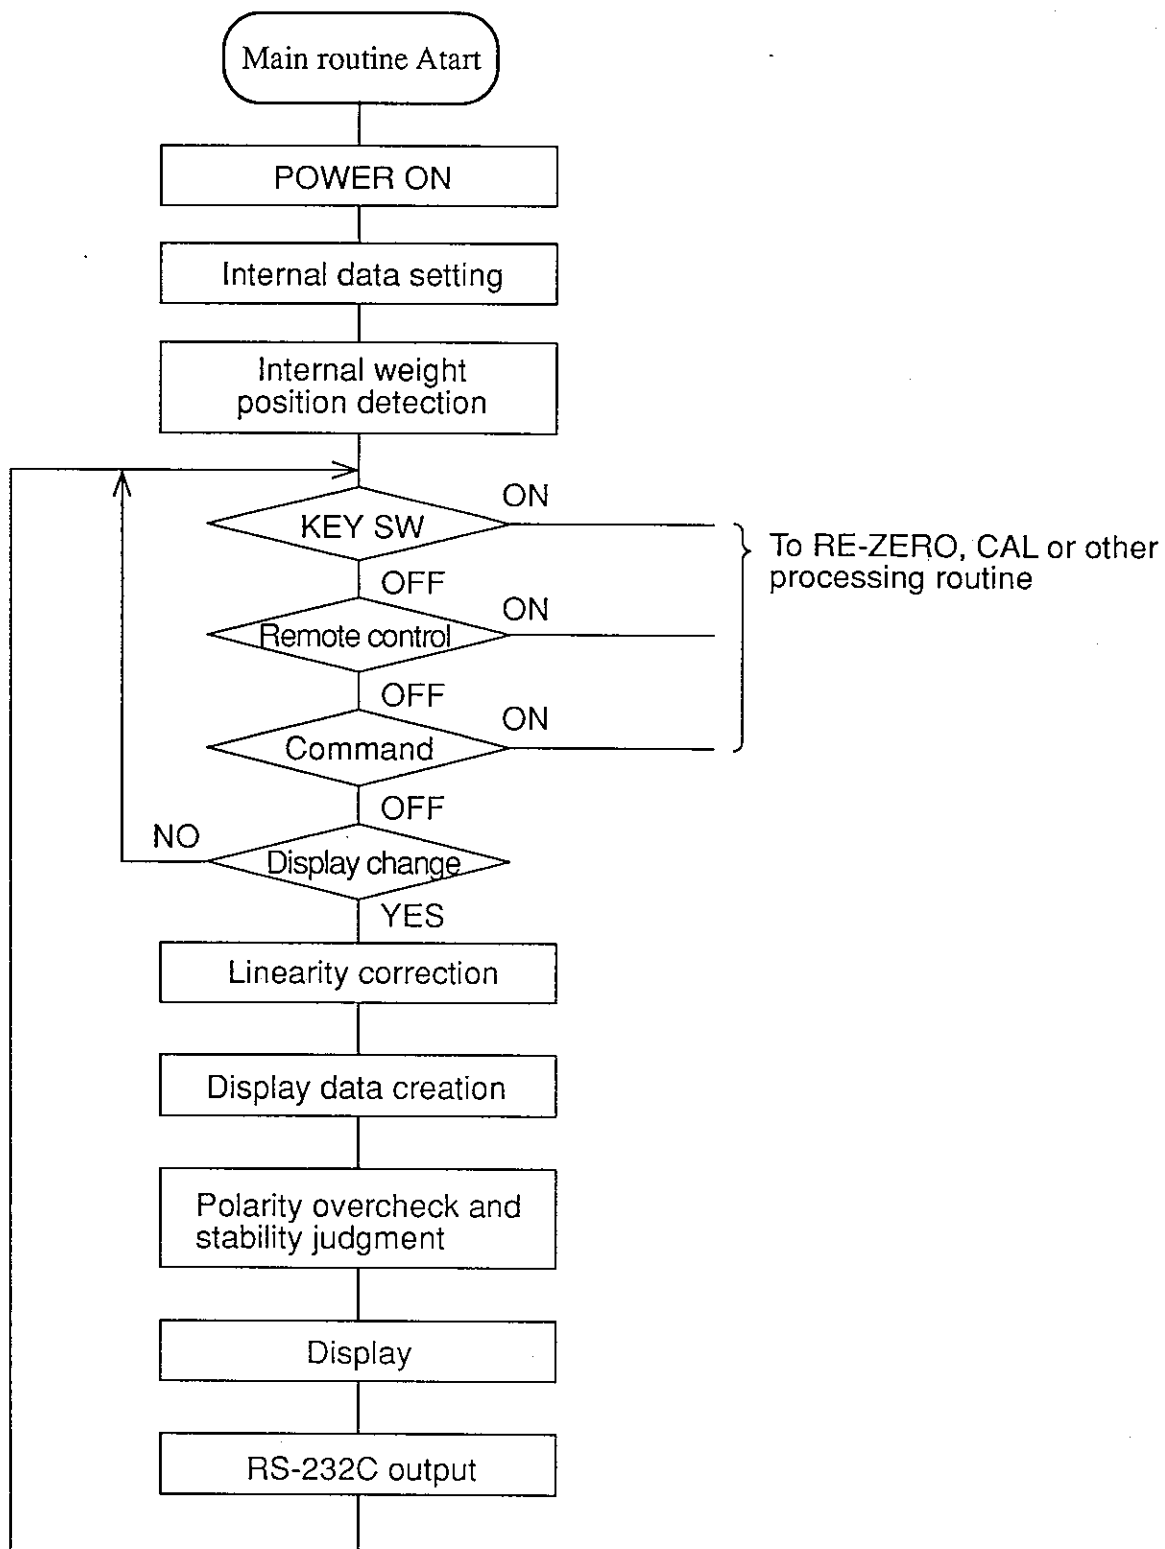 Main routine Atart
POWER ON
Internal data setting
Internal weight
position detection
KEY SW
ON
To RE-ZERO, CAL or other
processing routine
OFF
Remote control
ON
OFF
Command
ON
OFF
NO
Display change
YES
Linearity correction
Display data creation
Polarity overcheck and
stability judgment
Display
RS-232C output